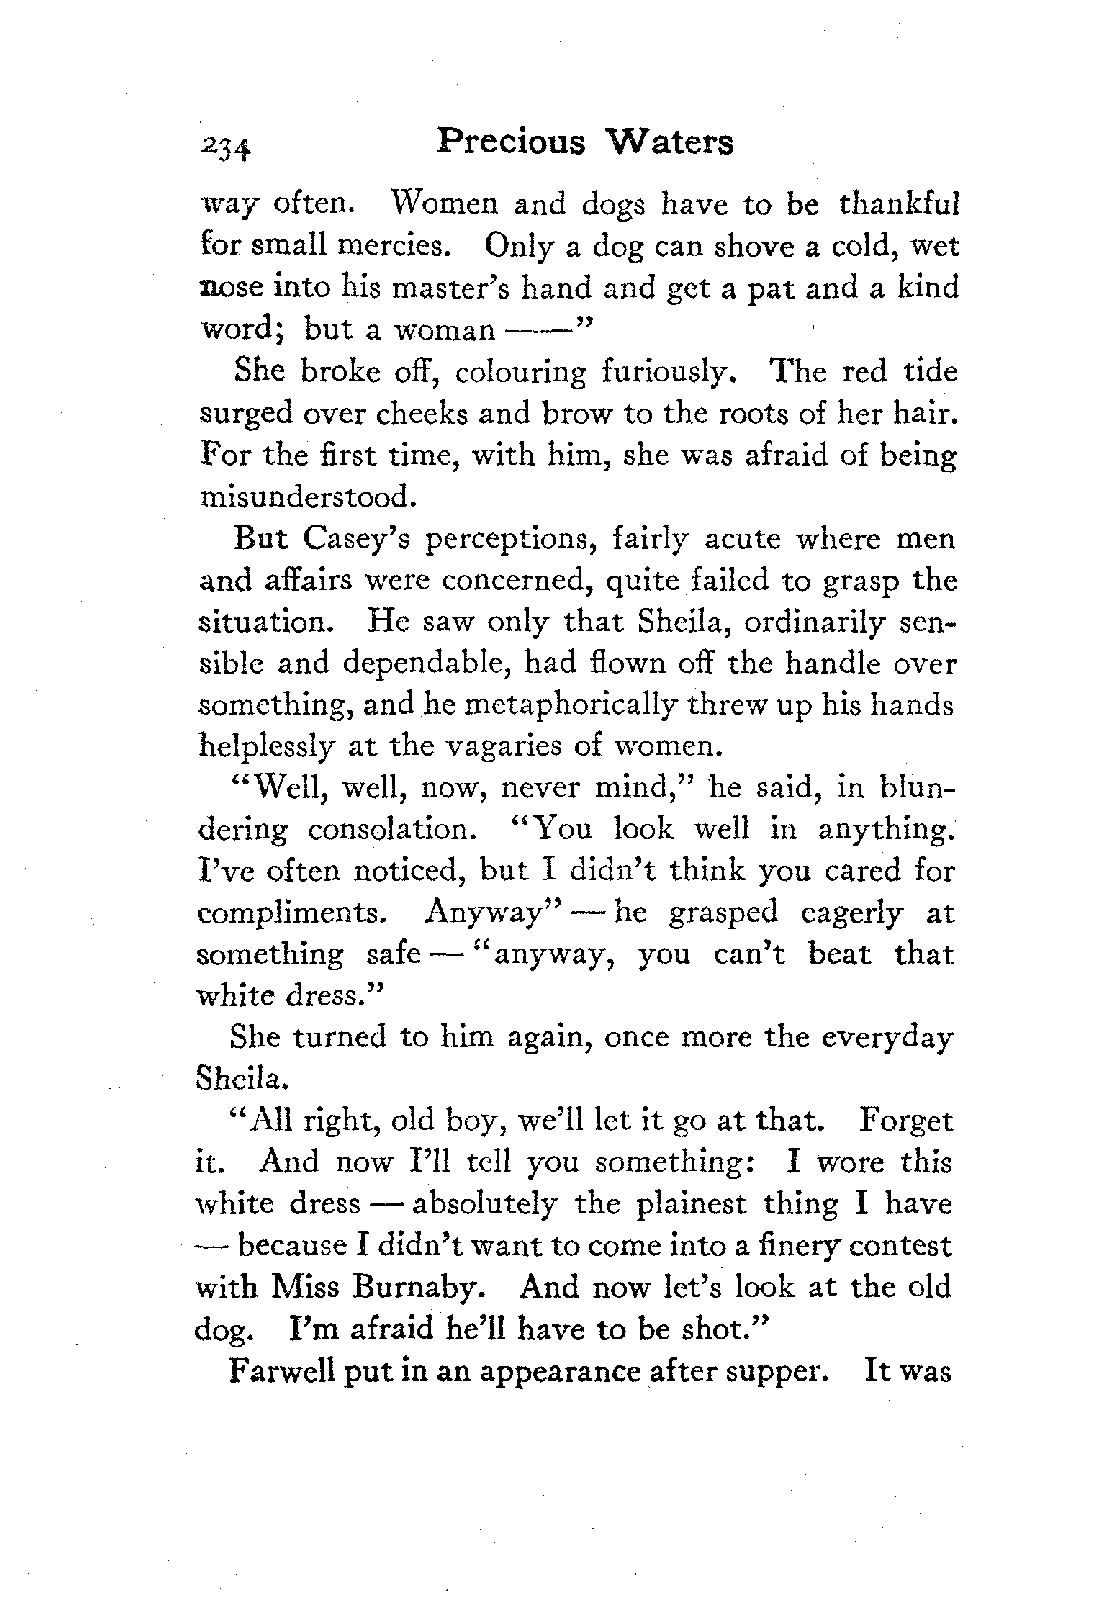 234 Precious Waters
way often. Women and dogs have to be thankful
for small mercies. Only a dog can shove a cold, wet
nose into his master's hand and get a pat and a kind
word; but a woman ——"
She broke off, colouring furiously. The red tide
surged over cheeks and brow to the roots of her hair.
For the first time, with him, she was afraid of being
misunderstood.
But Casey's perceptions, fairly acute where men
and affairs were concerned, quite failed to grasp the
situation. He saw only that Sheila, ordinarily sen-
sible and dependable, had flown off the handle over
something, and he metaphorically threw up his hands
helplessly at the vagaries of women.
"Well, well, now, never mind," he said, in blun-
dering consolation. "You look well in anything.
I've often noticed, but I didn't think you cared for
compliments. Anyway" — he grasped eagerly at
something safe — "anyway, you can't beat that
white dress."
She turned to him again, once more the everyday
Sheila.
"All right, old boy, we'll let it go at that. Forget
it. And now I'll tell you something: I wore this
white dress — absolutely the plainest thing I have
— because I didn't want to come into a finery contest
with Miss Burnaby. And now let's look at the old
dog. I'm afraid he'll have to be shot."
Farwell put in an appearance after supper. It was